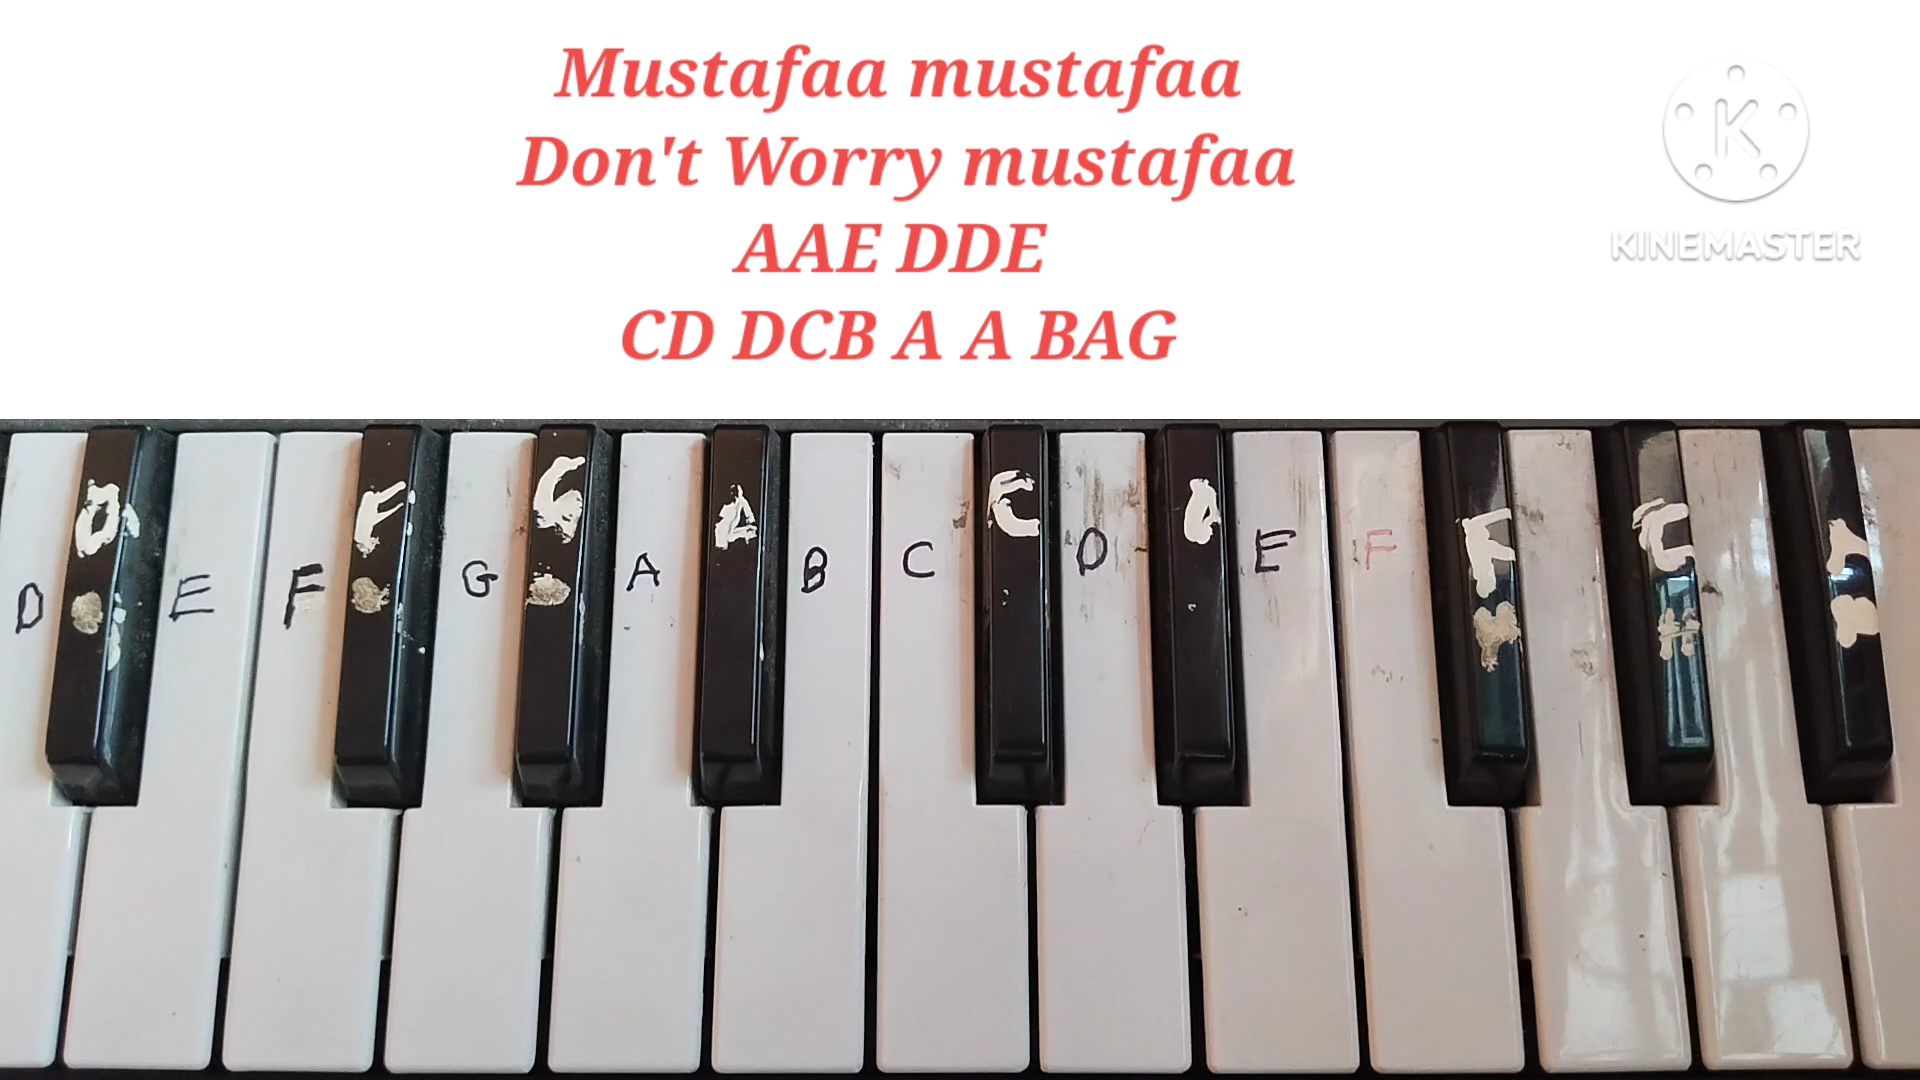 Mustafaa mustafaa
Don't Worry mustafaa
AAE DDE
CD DCB A A BAG
K
KINEMASTER
D F G A C D F G A
D E F G A B C D E F